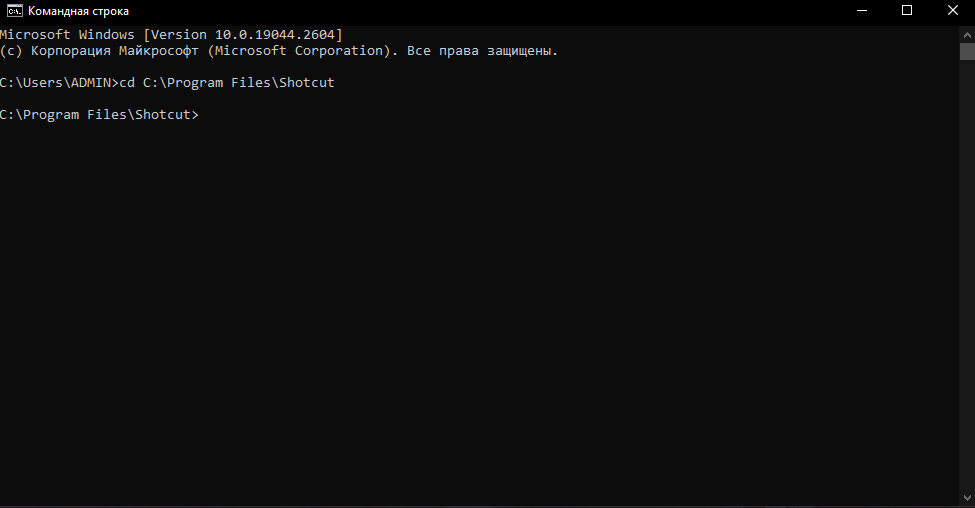 Командная строка
Microsoft Windows [Version 10.0.19044.2604]
(c) Корпорация Майкрософт (Microsoft Corporation). Все права защищены.
C:\Users\ADMIN>cd C:\Program Files\Shotcut
C:\Program Files\Shotcut>